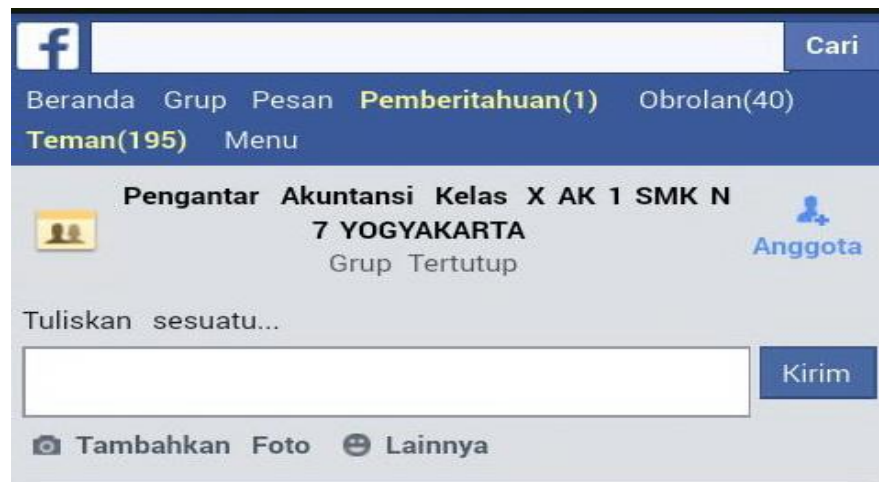 f
Cari
Beranda Grup Pesan Pemberitahuan(1) Obrolan(40)
Teman(195) Menu
Pengantar Akuntansi Kelas X AK 1 SMK N
7 YOGYAKARTA
Grup Tertutup
Anggota
Tuliskan sesuatu...
Kirim
Tambahkan Foto Lainnya